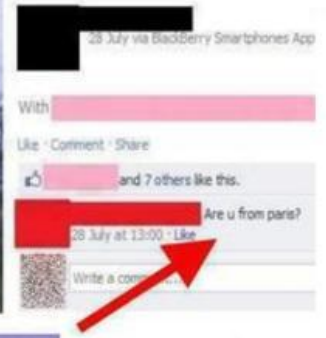 28 July via BlackBerry Smartphones App
With
Like · Comment · Share
and 7 others like this.
Are u from paris?
28 July at 13:00 · Like
Write a comment...